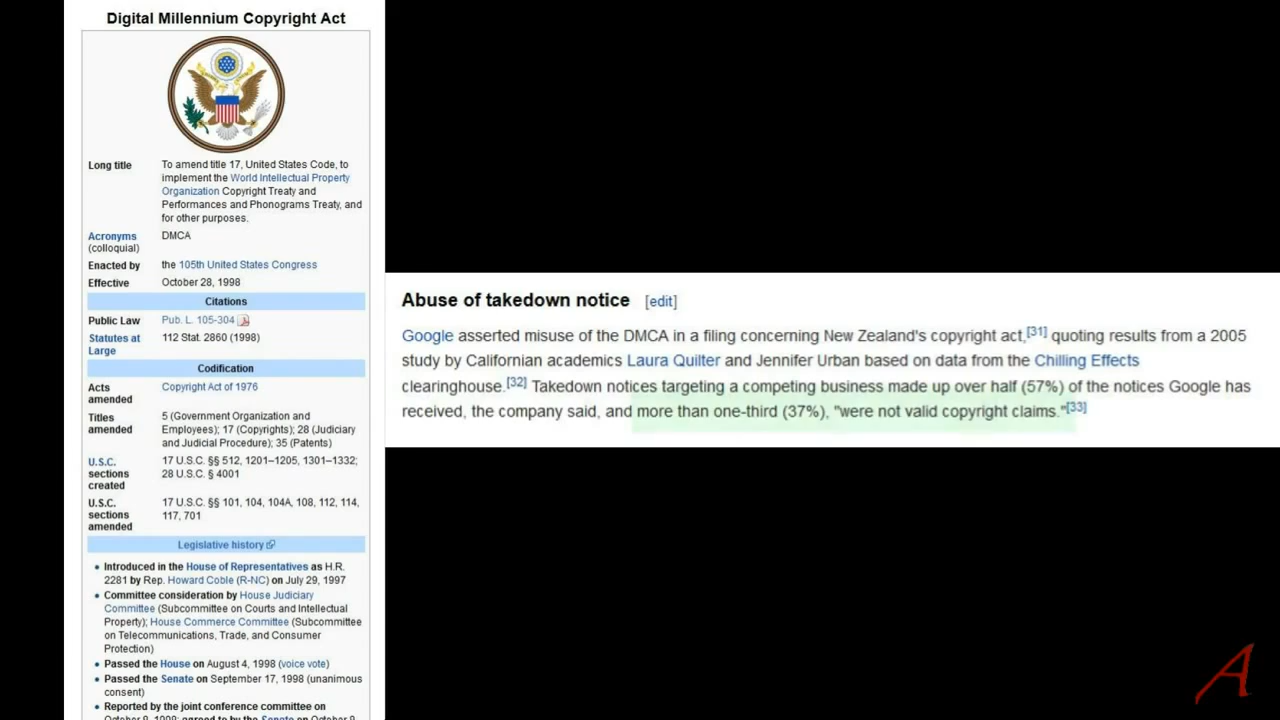 Digital Millennium Copyright Act
Long title To amend title 17, United States Code, to
implement the World Intellectual Property
Organization Copyright Treaty and
Performances and Phonograms Treaty, and
for other purposes.
Acronyms DMCA
(colloquial)
Enacted by the 105th United States Congress
Effective October 28, 1998
Citations
Public Law Pub. L. 105-304
Statutes at 112 Stat. 2860 (1998)
Large
Codification
Acts Copyright Act of 1976
amended
Titles 5 (Government Organization and
amended Employees); 17 (Copyrights); 28 (Judiciary
and Judicial Procedure); 35 (Patents)
U.S.C. 17 U.S.C. §§ 512, 1201–1205, 1301–1332;
sections 28 U.S.C. § 4001
created
U.S.C. 17 U.S.C. §§ 101, 104, 104A, 108, 112, 114,
sections 117, 701
amended
Legislative history
• Introduced in the House of Representatives as H.R.
2281 by Rep. Howard Coble (R-NC) on July 29, 1997
• Committee consideration by House Judiciary
Committee (Subcommittee on Courts and Intellectual
Property); House Commerce Committee (Subcommittee
on Telecommunications, Trade, and Consumer
Protection)
• Passed the House on August 4, 1998 (voice vote)
• Passed the Senate on September 17, 1998 (unanimous
consent)
• Reported by the joint conference committee on
October 8, 1998; agreed to by the Senate on October 8,
Abuse of takedown notice [edit]
Google asserted misuse of the DMCA in a filing concerning New Zealand's copyright act,[31] quoting results from a 2005
study by Californian academics Laura Quilter and Jennifer Urban based on data from the Chilling Effects
clearinghouse.[32] Takedown notices targeting a competing business made up over half (57%) of the notices Google has
received, the company said, and more than one-third (37%), "were not valid copyright claims."[33]
A